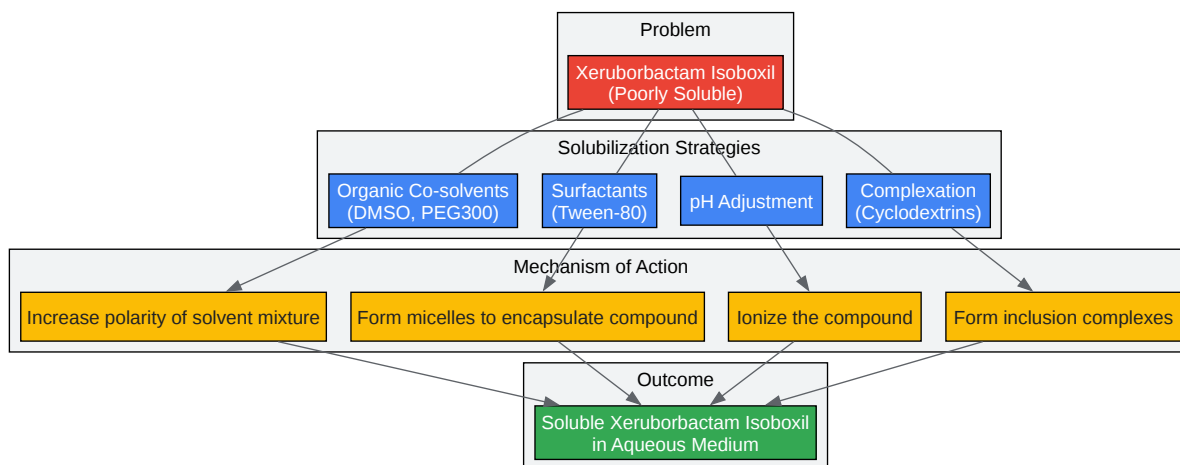 Problem
Xeruborbactam Isoboxil
(Poorly Soluble)
Solubilization Strategies
Organic Co-solvents
(DMSO, PEG300)
Surfactants
(Tween-80)
pH Adjustment
Complexation
(Cyclodextrins)
Mechanism of Action
Increase polarity of solvent mixture
Form micelles to encapsulate compound
Ionize the compound
Form inclusion complexes
Outcome
Soluble Xeruborbactam Isoboxil
in Aqueous Medium